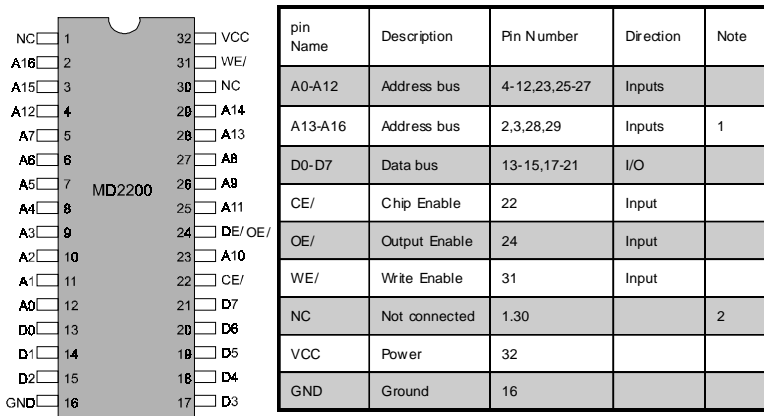 NC 1 32 VCC
A16 2 31 WE/
A15 3 30 NC
A12 4 29 A14
A7 5 28 A13
A6 6 27 A8
A5 7 26 A9
MD2200
A4 8 25 A11
A3 9 24 DE/ OE/
A2 10 23 A10
A1 11 22 CE/
A0 12 21 D7
D0 13 20 D6
D1 14 19 D5
D2 15 18 D4
GND 16 17 D3
pin Name Description Pin Number Direction Note
A0-A12 Address bus 4-12,23,25-27 Inputs
A13-A16 Address bus 2,3,28,29 Inputs 1
D0-D7 Data bus 13-15,17-21 I/O
CE/ Chip Enable 22 Input
OE/ Output Enable 24 Input
WE/ Write Enable 31 Input
NC Not connected 1.30 2
VCC Power 32
GND Ground 16